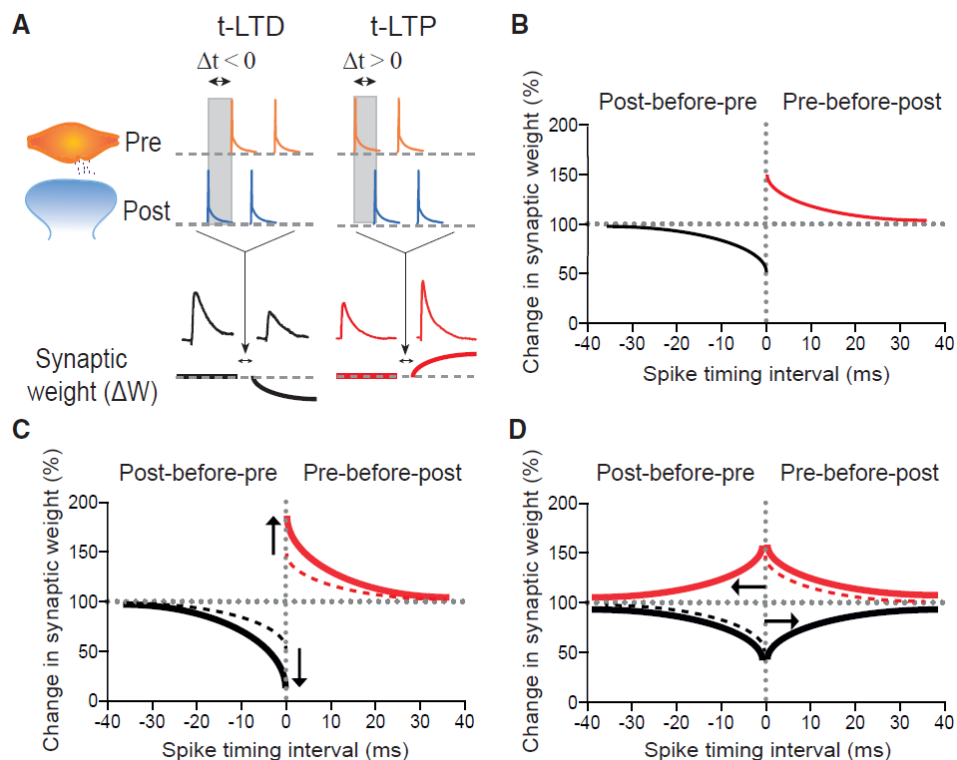 A
t-LTD
t-LTP
Δt < 0
Δt > 0
Pre
Post
Synaptic
weight (ΔW)
B
Change in synaptic weight (%)
Post-before-pre
Pre-before-post
200
150
100
50
0
-40 -30 -20 -10 0 10 20 30 40
Spike timing interval (ms)
C
Change in synaptic weight (%)
Post-before-pre
Pre-before-post
200
150
100
50
0
-40 -30 -20 -10 0 10 20 30 40
Spike timing interval (ms)
D
Change in synaptic weight (%)
Post-before-pre
Pre-before-post
200
150
100
50
0
-40 -30 -20 -10 0 10 20 30 40
Spike timing interval (ms)